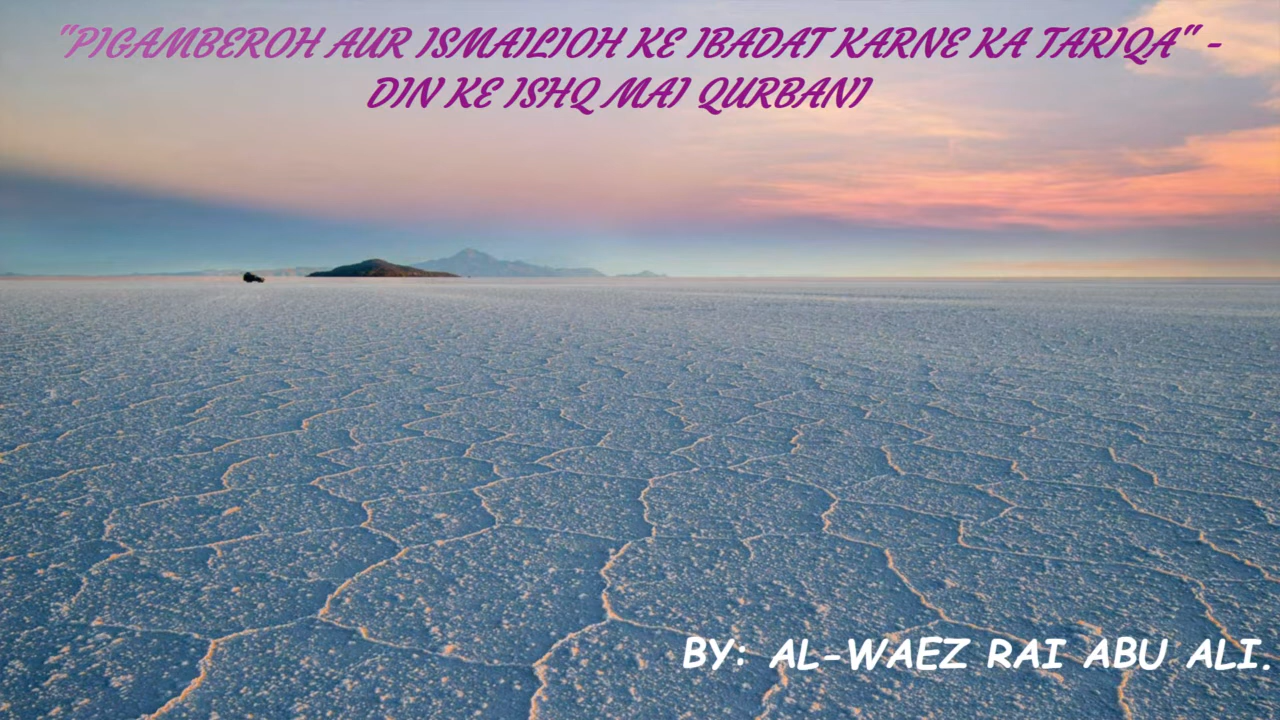 "PIGAMBEROH AUR ISMAILIOH KE IBADAT KARNE KA TARIQA" -
DIN KE ISHQ MAI QURBANI
BY: AL-WAEZ RAI ABU ALI.